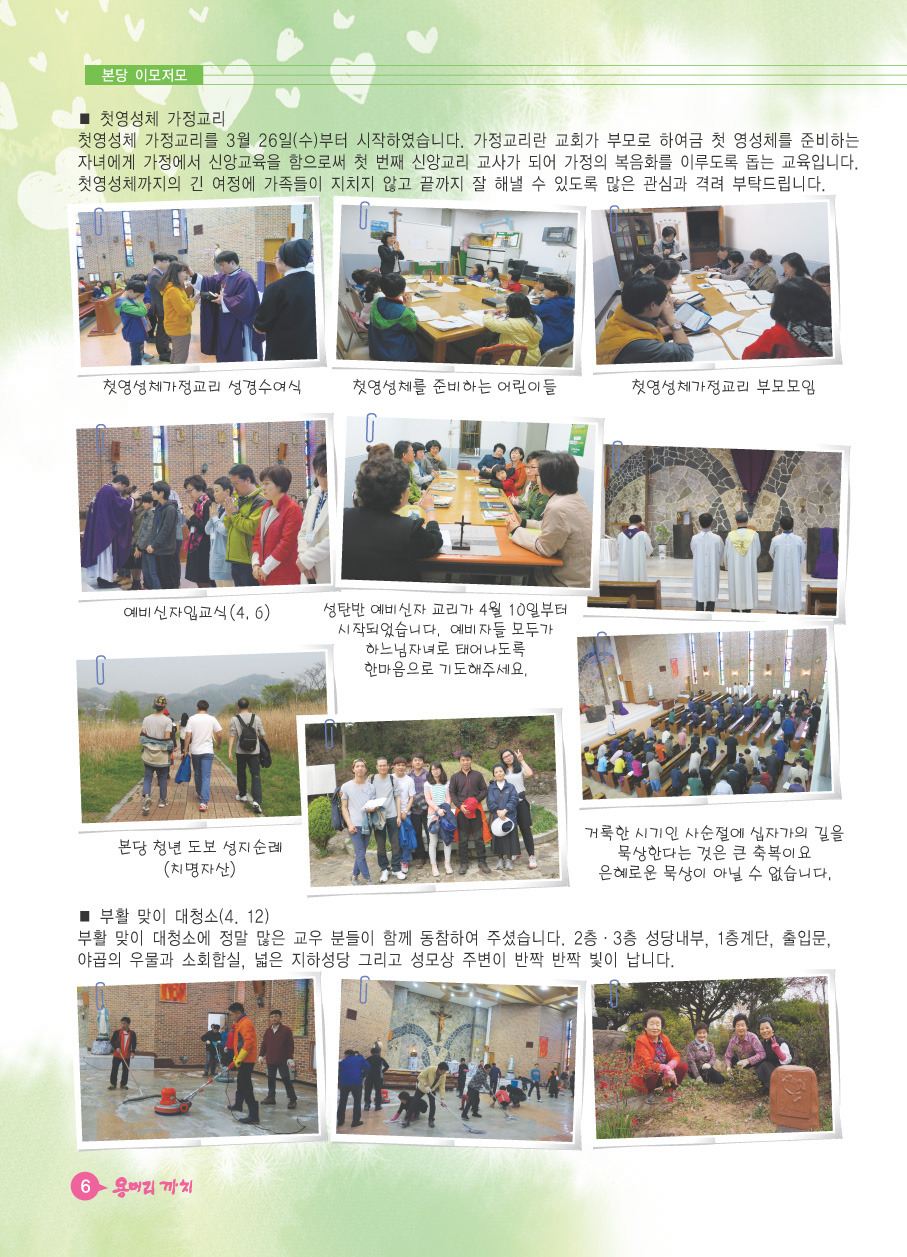 본당 이모저모
■ 첫영성체 가정교리
첫영성체 가정교리를 3월 26일(수)부터 시작하였습니다. 가정교리란 교회가 부모로 하여금 첫 영성체를 준비하는
자녀에게 가정에서 신앙교육을 함으로써 첫 번째 신앙교리 교사가 되어 가정의 복음화를 이루도록 돕는 교육입니다.
첫영성체까지의 긴 여정에 가족들이 지치지 않고 끝까지 잘 해낼 수 있도록 많은 관심과 격려 부탁드립니다.
첫영성체가정교리 성경수여식
첫영성체를 준비하는 어린이들
첫영성체가정교리 부모모임
예비신자입교식(4. 6)
성탄반 예비신자 교리가 4월 10일부터
시작되었습니다. 예비자들 모두가
하느님자녀로 태어나도록
한마음으로 기도해주세요.
본당 청년 도보 성지순례
(치명자산)
거룩한 시기인 사순절에 십자가의 길을
묵상한다는 것은 큰 축복이요
은혜로운 묵상이 아닐 수 없습니다.
■ 부활 맞이 대청소(4. 12)
부활 맞이 대청소에 정말 많은 교우 분들이 함께 동참하여 주셨습니다. 2층·3층 성당내부, 1층계단, 출입문,
야곱의 우물과 소회합실, 넓은 지하성당 그리고 성모상 주변이 반짝 반짝 빛이 납니다.
6 용머리 까치